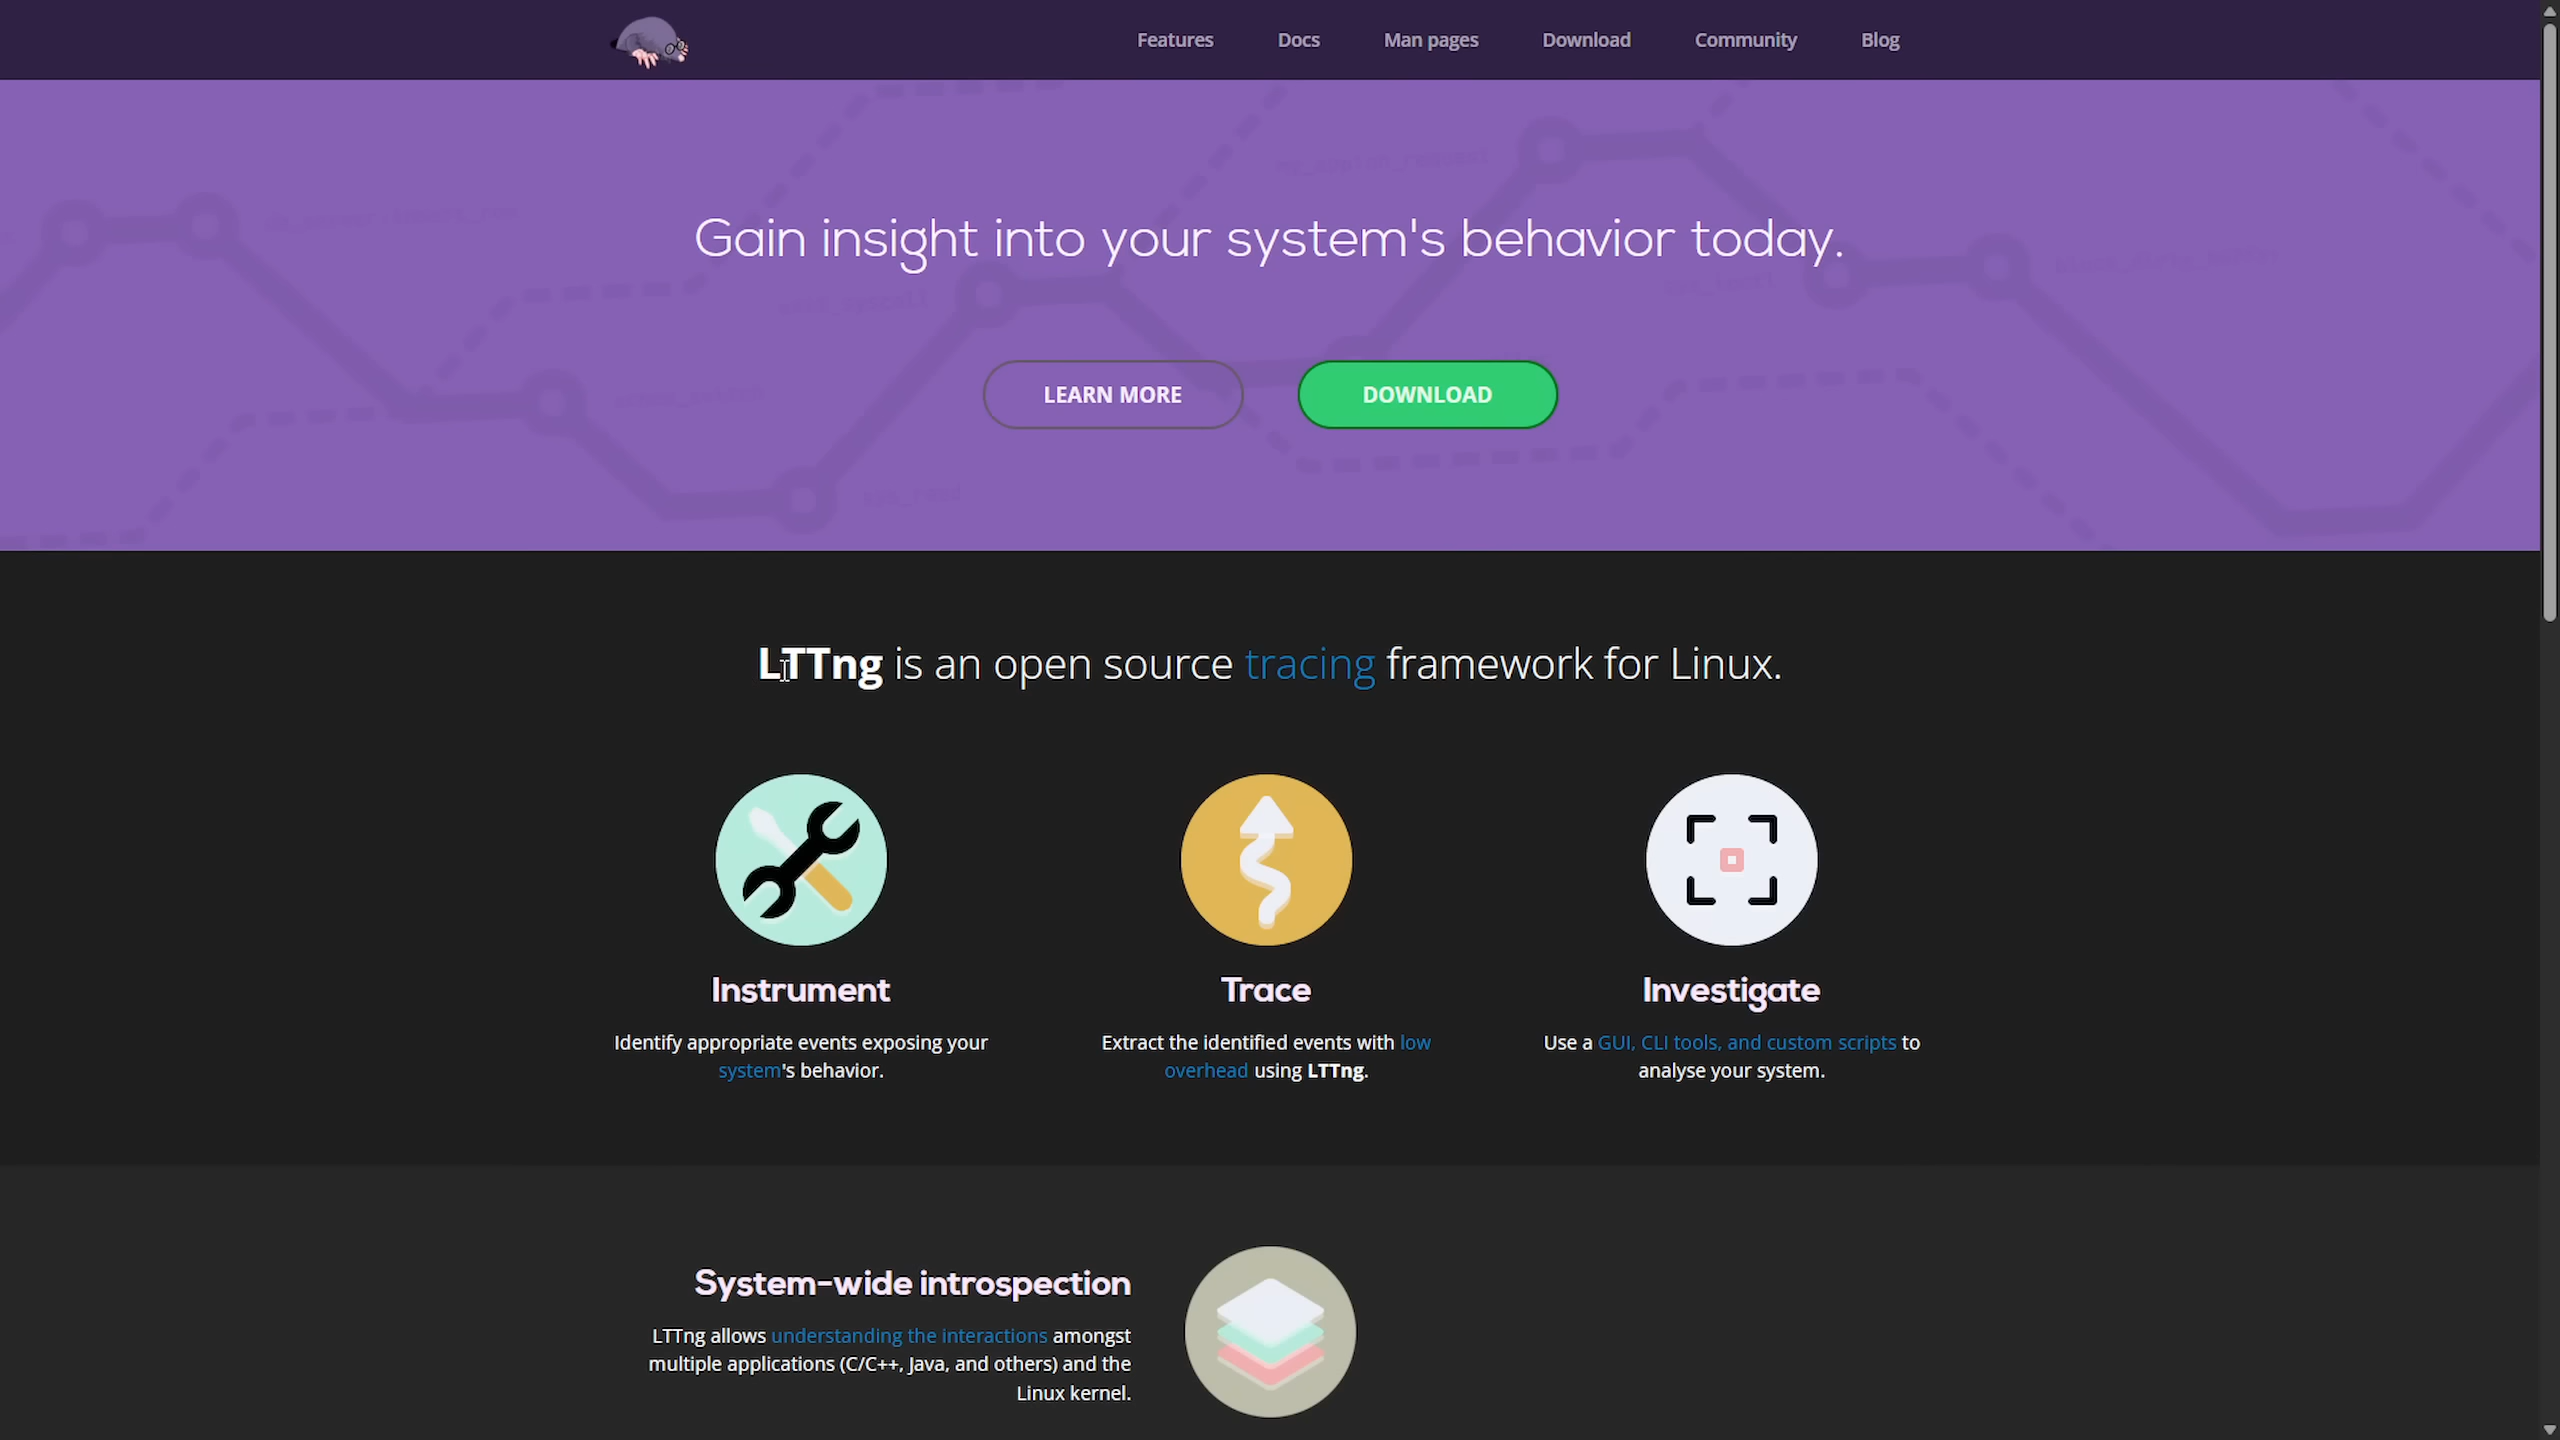 Features
Docs
Man pages
Download
Community
Blog
Gain insight into your system's behavior today.
LEARN MORE
DOWNLOAD
LTTng is an open source tracing framework for Linux.
Instrument
Identify appropriate events exposing your
system's behavior.
Trace
Extract the identified events with low
overhead using LTTng.
Investigate
Use a GUI, CLI tools, and custom scripts to
analyse your system.
System-wide introspection
LTTng allows understanding the interactions amongst
multiple applications (C/C++, Java, and others) and the
Linux kernel.